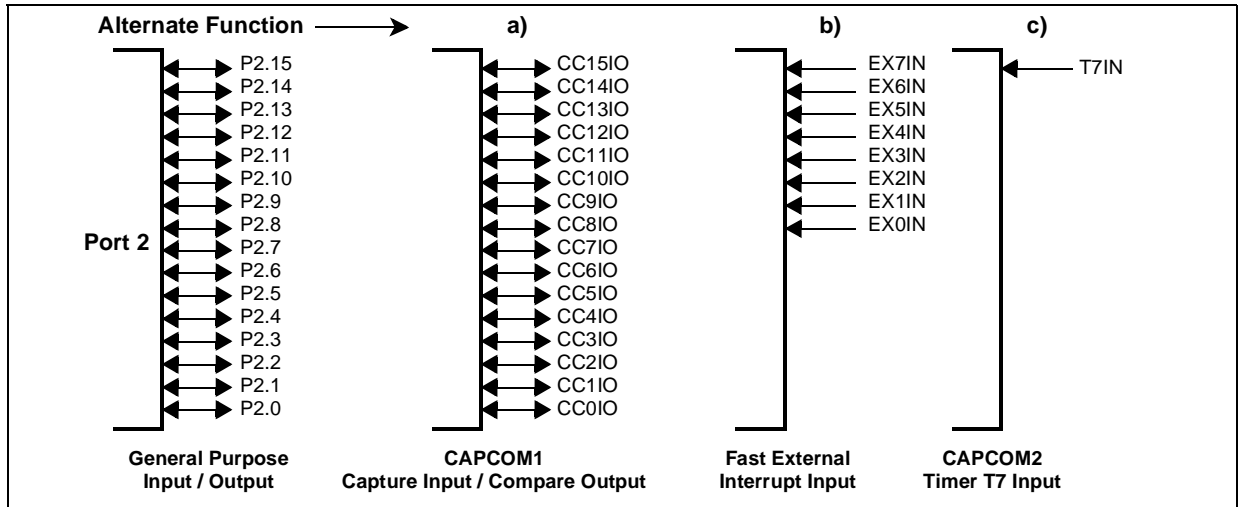 Alternate Function a) b) c)
P2.15 CC15IO EX7IN T7IN
P2.14 CC14IO EX6IN
P2.13 CC13IO EX5IN
P2.12 CC12IO EX4IN
P2.11 CC11IO EX3IN
P2.10 CC10IO EX2IN
P2.9 CC9IO EX1IN
P2.8 CC8IO EX0IN
Port 2 P2.7 CC7IO
P2.6 CC6IO
P2.5 CC5IO
P2.4 CC4IO
P2.3 CC3IO
P2.2 CC2IO
P2.1 CC1IO
P2.0 CC0IO
General Purpose CAPCOM1 Fast External CAPCOM2
Input / Output Capture Input / Compare Output Interrupt Input Timer T7 Input